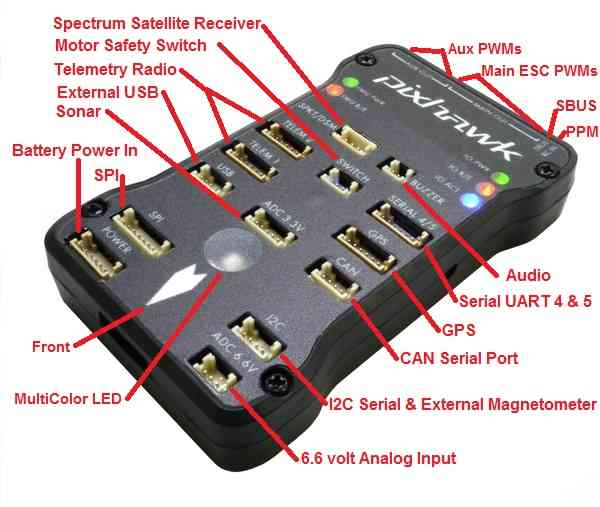 Spectrum Satellite Receiver
Motor Safety Switch
Telemetry Radio
External USB
Sonar
Battery Power In
SPI
Aux PWMs
Main ESC PWMs
SBUS
PPM
pixhawk
SPKT/DSM
TELEM
TELEM
USB
SWITCH
BUZZER
SPI
POWER
ADC 3.3V
SERIAL 4/5
GPS
CAN
I2C
ADC 6.6V
Audio
Serial UART 4 & 5
GPS
CAN Serial Port
Front
MultiColor LED
I2C Serial & External Magnetometer
6.6 volt Analog Input